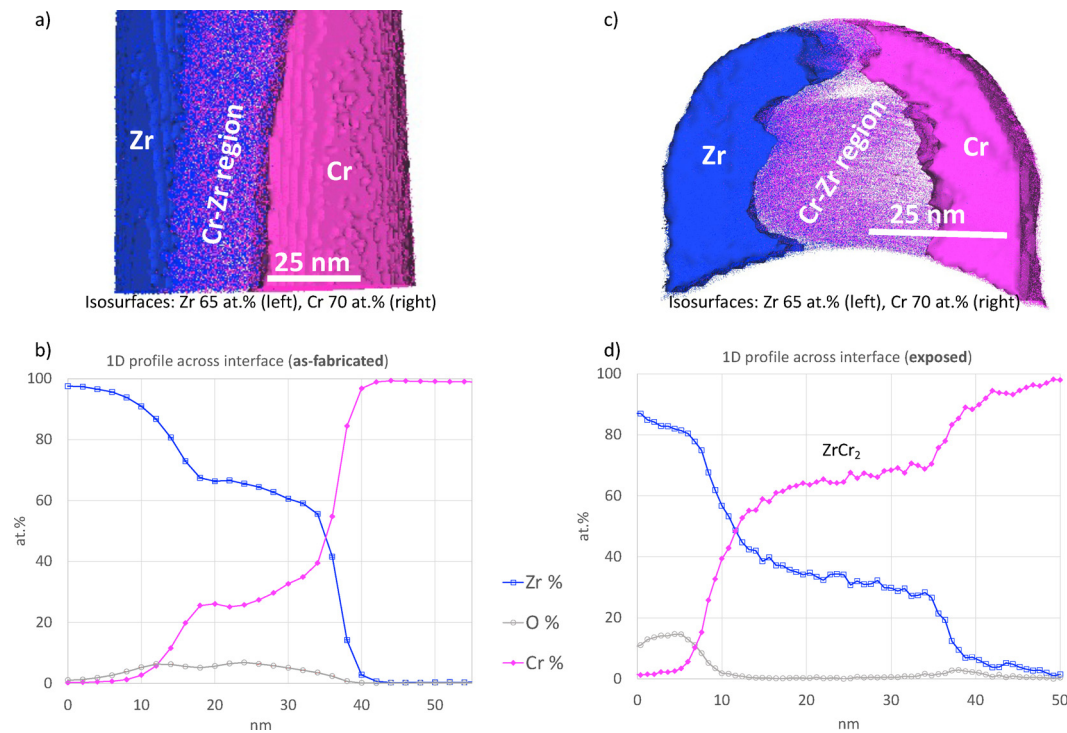 a)
Zr
Cr-Zr region
Cr
25 nm
Isosurfaces: Zr 65 at.% (left), Cr 70 at.% (right)
c)
Zr
Cr-Zr region
Cr
25 nm
Isosurfaces: Zr 65 at.% (left), Cr 70 at.% (right)
b)
1D profile across interface (as-fabricated)
100
80
60
40
20
0
at.%
0 10 20 30 40 50
nm
Zr %
O %
Cr %
d)
1D profile across interface (exposed)
100
80
60
40
20
0
at.%
ZrCr₂
0 10 20 30 40 50
nm